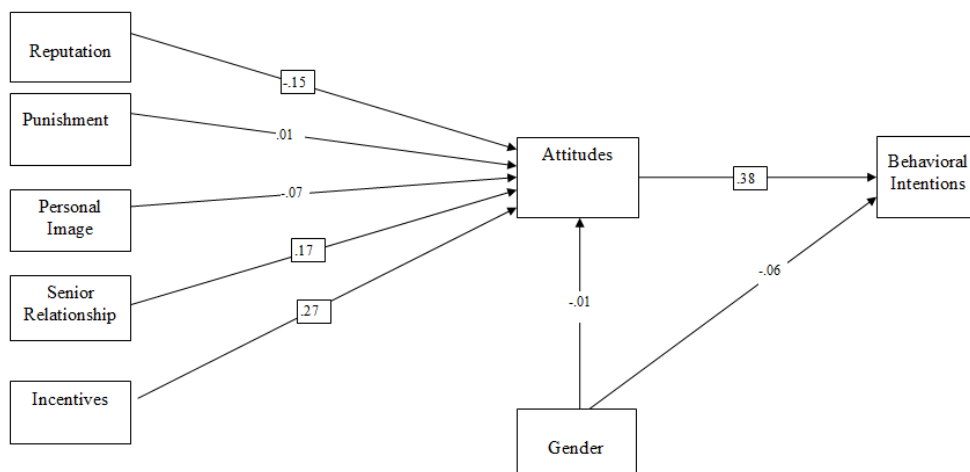 Reputation
-.15
Punishment
.01
Attitudes
Behavioral
Intentions
.38
Personal
Image
-.07
.17
Senior
Relationship
-.06
.27
-.01
Incentives
Gender